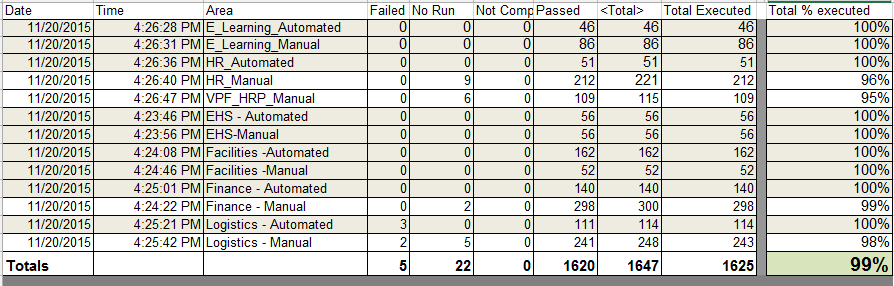 Date Time Area Failed No Run Not Comp Passed <Total> Total Executed Total % executed
11/20/2015 4:26:28 PM E_Learning_Automated 0 0 0 46 46 46 100%
11/20/2015 4:26:31 PM E_Learning_Manual 0 0 0 86 86 86 100%
11/20/2015 4:26:36 PM HR_Automated 0 0 0 51 51 51 100%
11/20/2015 4:26:40 PM HR_Manual 0 9 0 212 221 212 96%
11/20/2015 4:26:47 PM VPF_HRP_Manual 0 6 0 109 115 109 95%
11/20/2015 4:23:46 PM EHS - Automated 0 0 0 56 56 56 100%
11/20/2015 4:23:56 PM EHS-Manual 0 0 0 56 56 56 100%
11/20/2015 4:24:08 PM Facilities -Automated 0 0 0 162 162 162 100%
11/20/2015 4:24:46 PM Facilities -Manual 0 0 0 52 52 52 100%
11/20/2015 4:25:01 PM Finance - Automated 0 0 0 140 140 140 100%
11/20/2015 4:24:22 PM Finance - Manual 0 2 0 298 300 298 99%
11/20/2015 4:25:21 PM Logistics - Automated 3 0 0 111 114 114 100%
11/20/2015 4:25:42 PM Logistics - Manual 2 5 0 241 248 243 98%
Totals 5 22 0 1620 1647 1625 99%